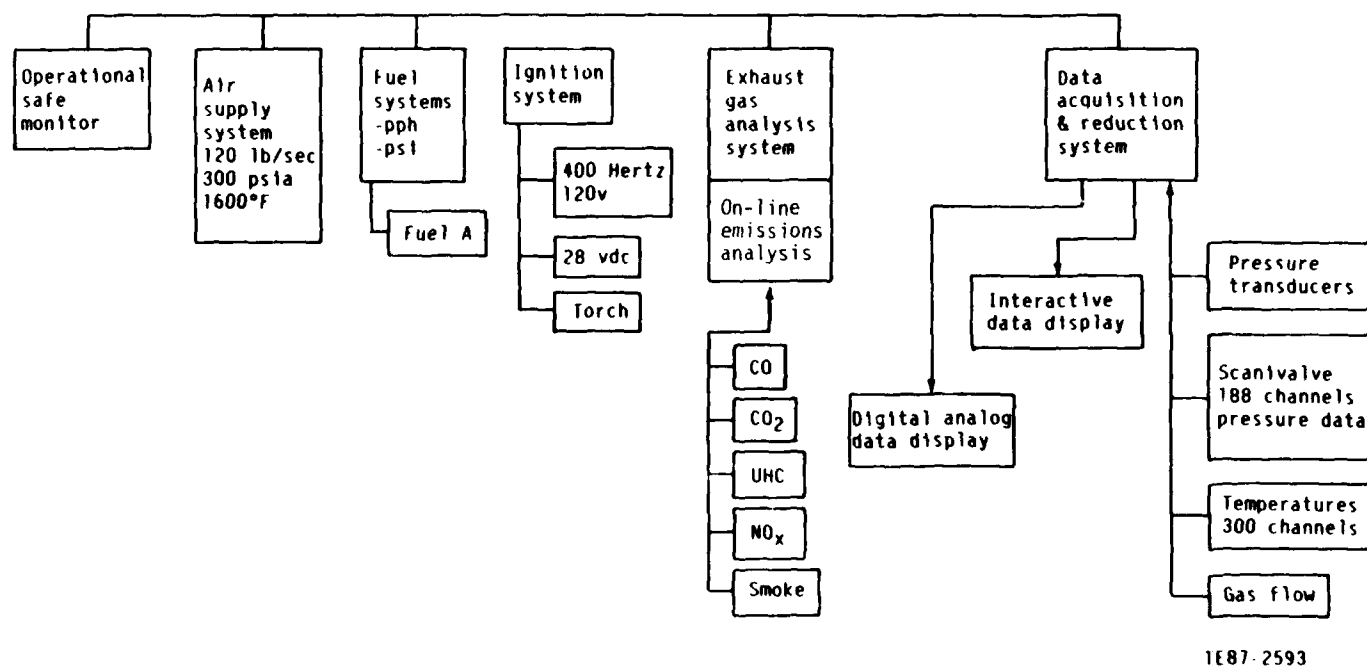 Operational
safe
monitor
Air
supply
system
120 lb/sec
300 psia
1600°F
Fuel
systems
-pph
-psi
Fuel A
Ignition
system
400 Hertz
120v
28 vdc
Torch
Exhaust
gas
analysis
system
On-line
emissions
analysis
CO
CO₂
UHC
NOₓ
Smoke
Data
acquisition
& reduction
system
Digital analog
data display
Interactive
data display
Pressure
transducers
Scanivalve
188 channels
pressure data
Temperatures
300 channels
Gas flow
1E87-2593